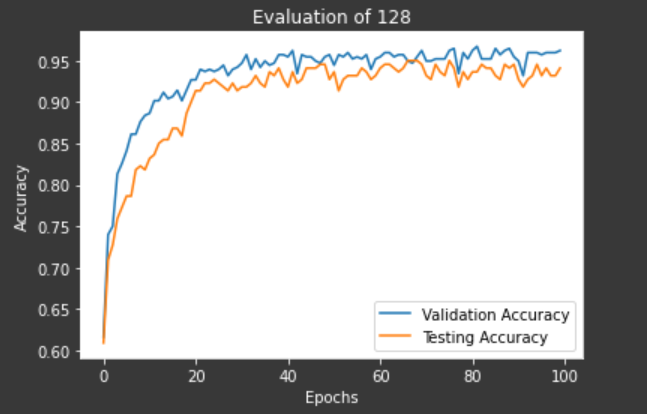 Evaluation of 128
Accuracy
0.95
0.90
0.85
0.80
0.75
0.70
0.65
0.60
Validation Accuracy
Testing Accuracy
0 20 40 60 80 100
Epochs